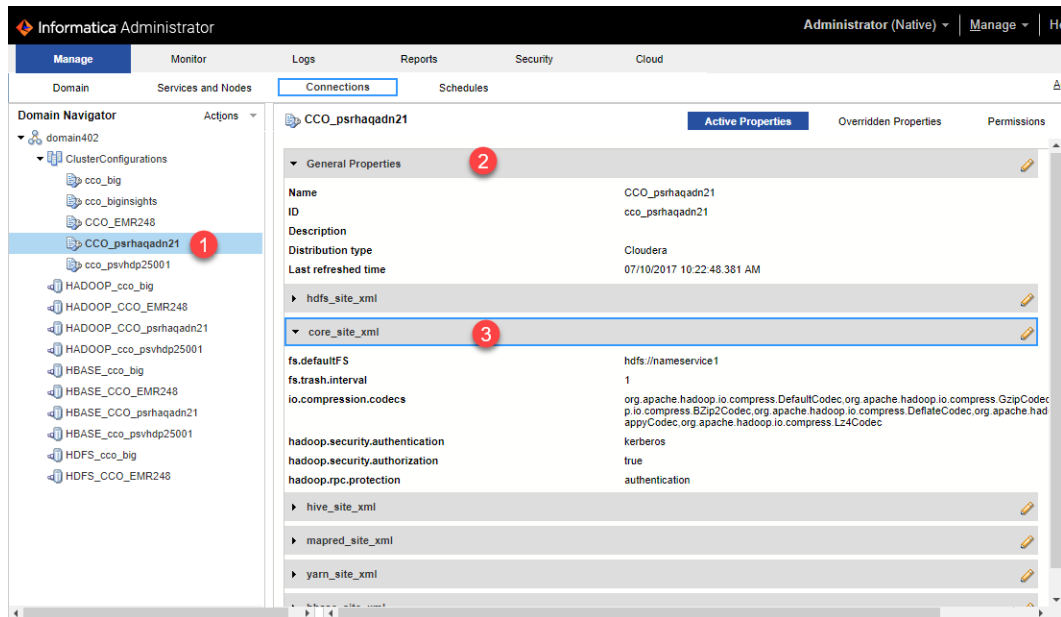 Informatica Administrator
Administrator (Native) Manage
Manage Monitor Logs Reports Security Cloud
Domain Services and Nodes Connections Schedules
Domain Navigator Actions
domain402
ClusterConfigurations
cco_big
cco_biginsights
CCO_EMR248
CCO_psrhaqadn21 1
cco_psvhdp25001
HADOOP_cco_big
HADOOP_CCO_EMR248
HADOOP_CCO_psrhaqadn21
HADOOP_cco_psvhdp25001
HBASE_cco_big
HBASE_CCO_EMR248
HBASE_CCO_psrhaqadn21
HBASE_cco_psvhdp25001
HDFS_cco_big
HDFS_CCO_EMR248
CCO_psrhaqadn21 Active Properties Overridden Properties Permissions
General Properties 2
Name CCO_psrhaqadn21
ID cco_psrhaqadn21
Description
Distribution type Cloudera
Last refreshed time 07/10/2017 10:22:48.381 AM
hdfs_site_xml
core_site_xml 3
fs.defaultFS hdfs://nameservice1
fs.trash.interval 1
io.compression.codecs org.apache.hadoop.io.compress.DefaultCodec,org.apache.hadoop.io.compress.GzipCodec
p.io.compress.BZip2Codec,org.apache.hadoop.io.compress.DeflateCodec,org.apache.had
appyCodec,org.apache.hadoop.io.compress.Lz4Codec
hadoop.security.authentication kerberos
hadoop.security.authorization true
hadoop.rpc.protection authentication
hive_site_xml
mapred_site_xml
yarn_site_xml